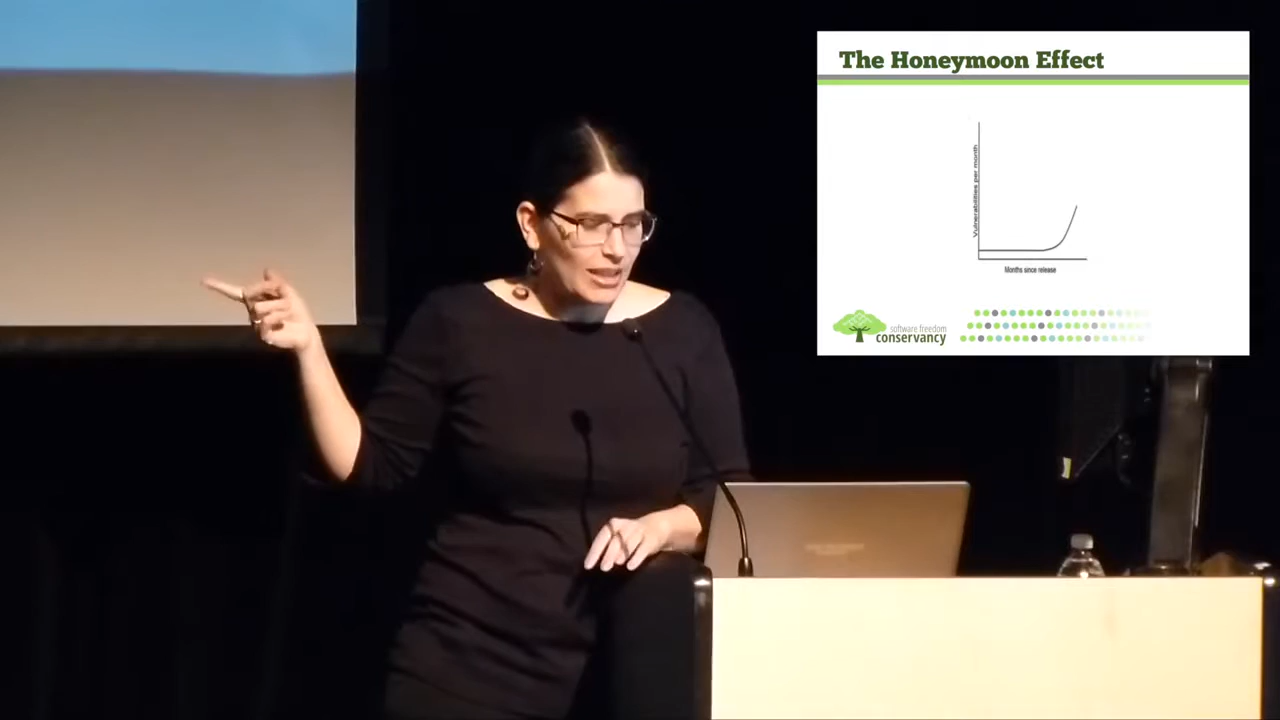 The Honeymoon Effect
Vulnerabilities per month
Months since release
software freedom
conservancy